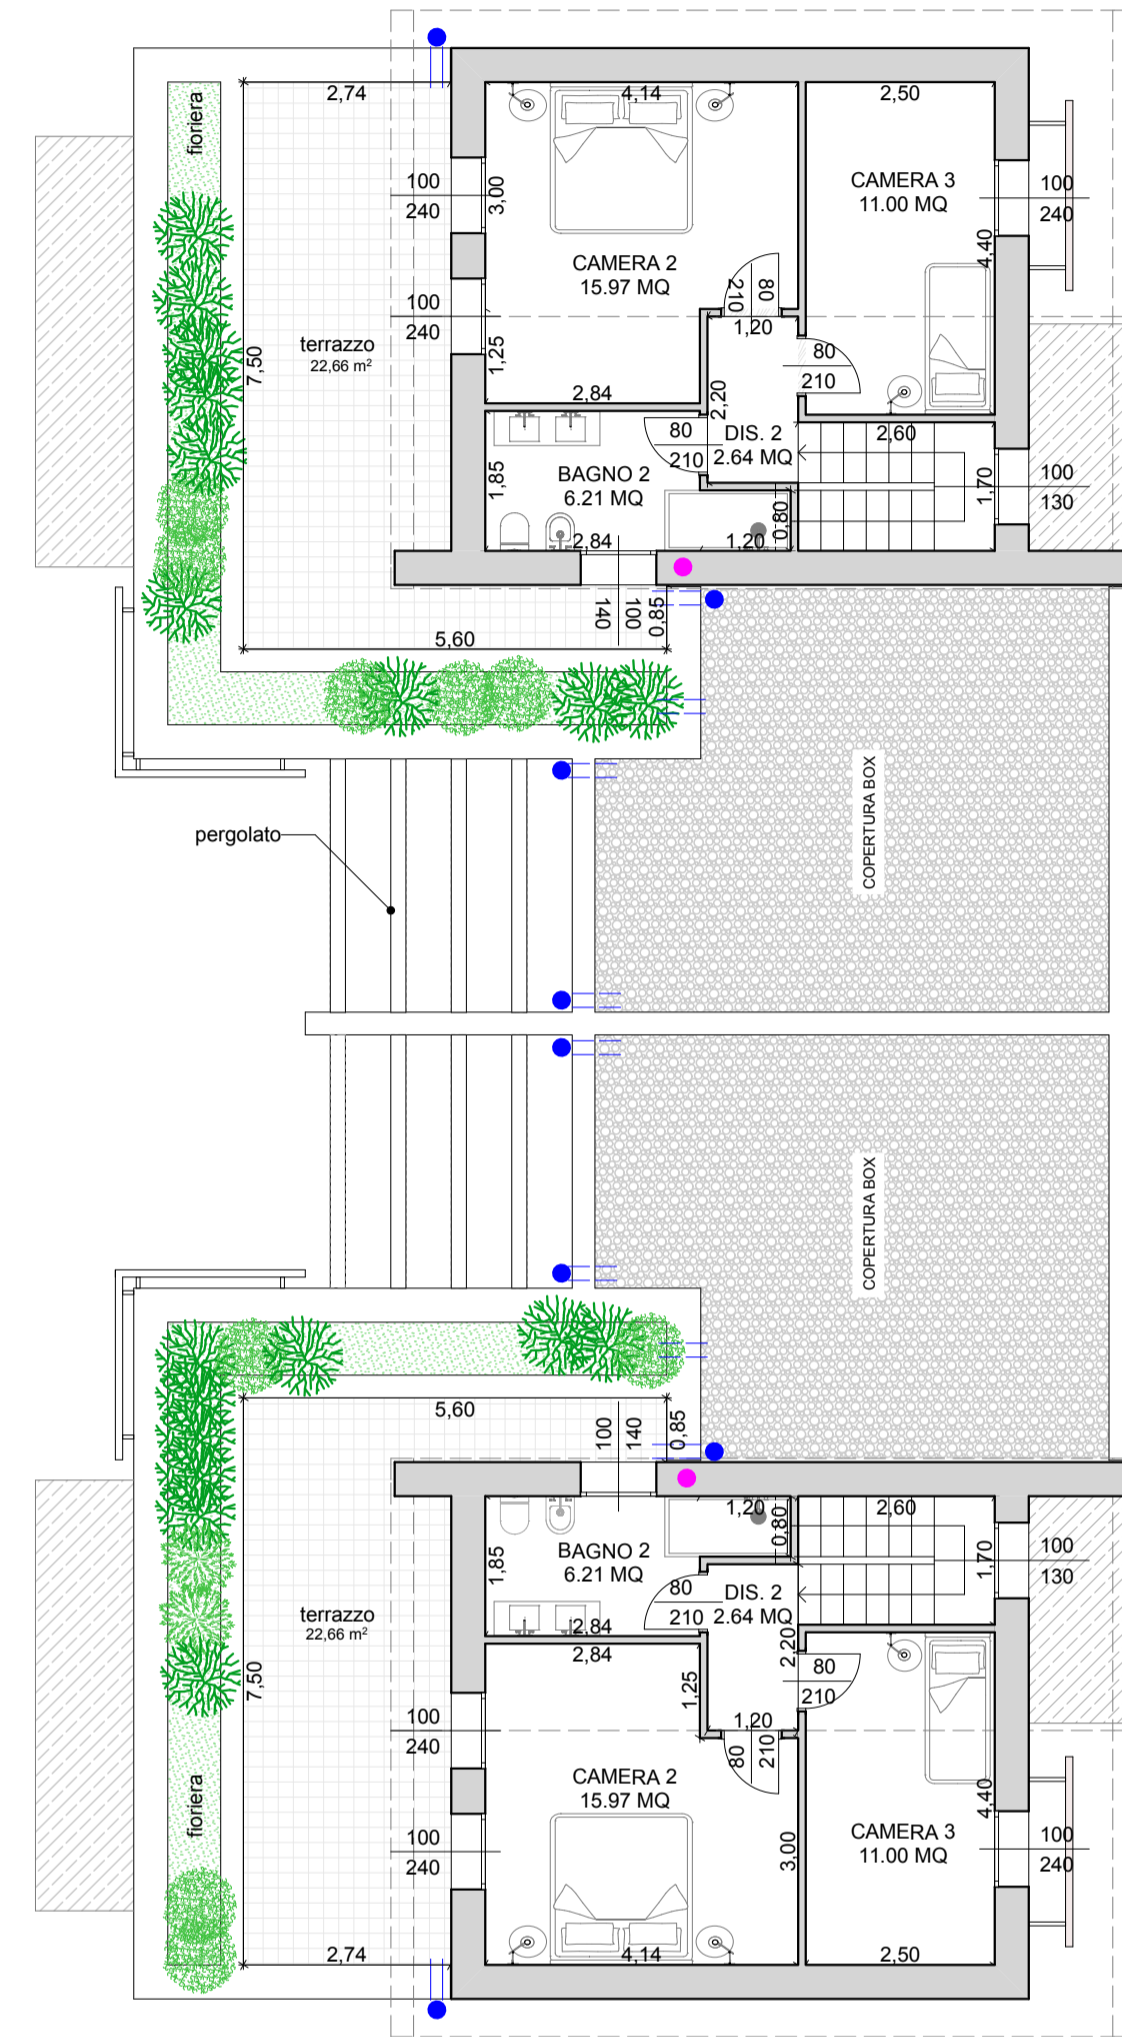 fioriera
2,74
4,14
2,50
100
240
3,00
CAMERA 3
11.00 MQ
100
240
CAMERA 2
15.97 MQ
4,40
80
210
100
240
1,20
terrazzo
22,66 m²
7,50
1,25
80
210
2,84
2,20
80
210
DIS. 2
2.64 MQ
2,60
BAGNO 2
6.21 MQ
1,85
1,70
100
130
0,80
2,84
1,20
100
140
0,85
5,60
COPERTURA BOX
pergolato
COPERTURA BOX
5,60
100
140
0,85
1,20
0,80
2,60
BAGNO 2
6.21 MQ
1,85
1,70
100
130
80
210
DIS. 2
2.64 MQ
terrazzo
22,66 m²
2,84
2,84
2,20
7,50
1,25
80
210
100
240
1,20
80
210
CAMERA 2
15.97 MQ
fioriera
4,40
CAMERA 3
11.00 MQ
100
240
3,00
100
240
2,74
4,14
2,50